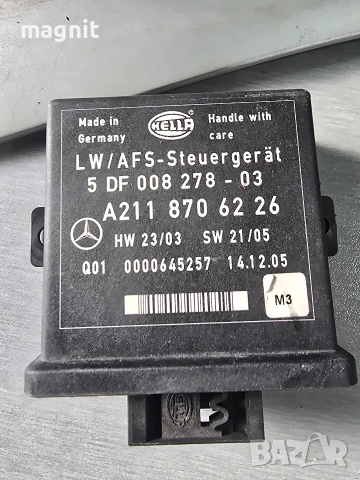 magnit
Made in Germany
HELLA
Handle with care
LW/AFS-Steuergerät
5 DF 008 278 - 03
A211 870 62 26
HW 23/03 SW 21/05
Q01 0000645257 14.12.05
M3
HELLA
BAZAR